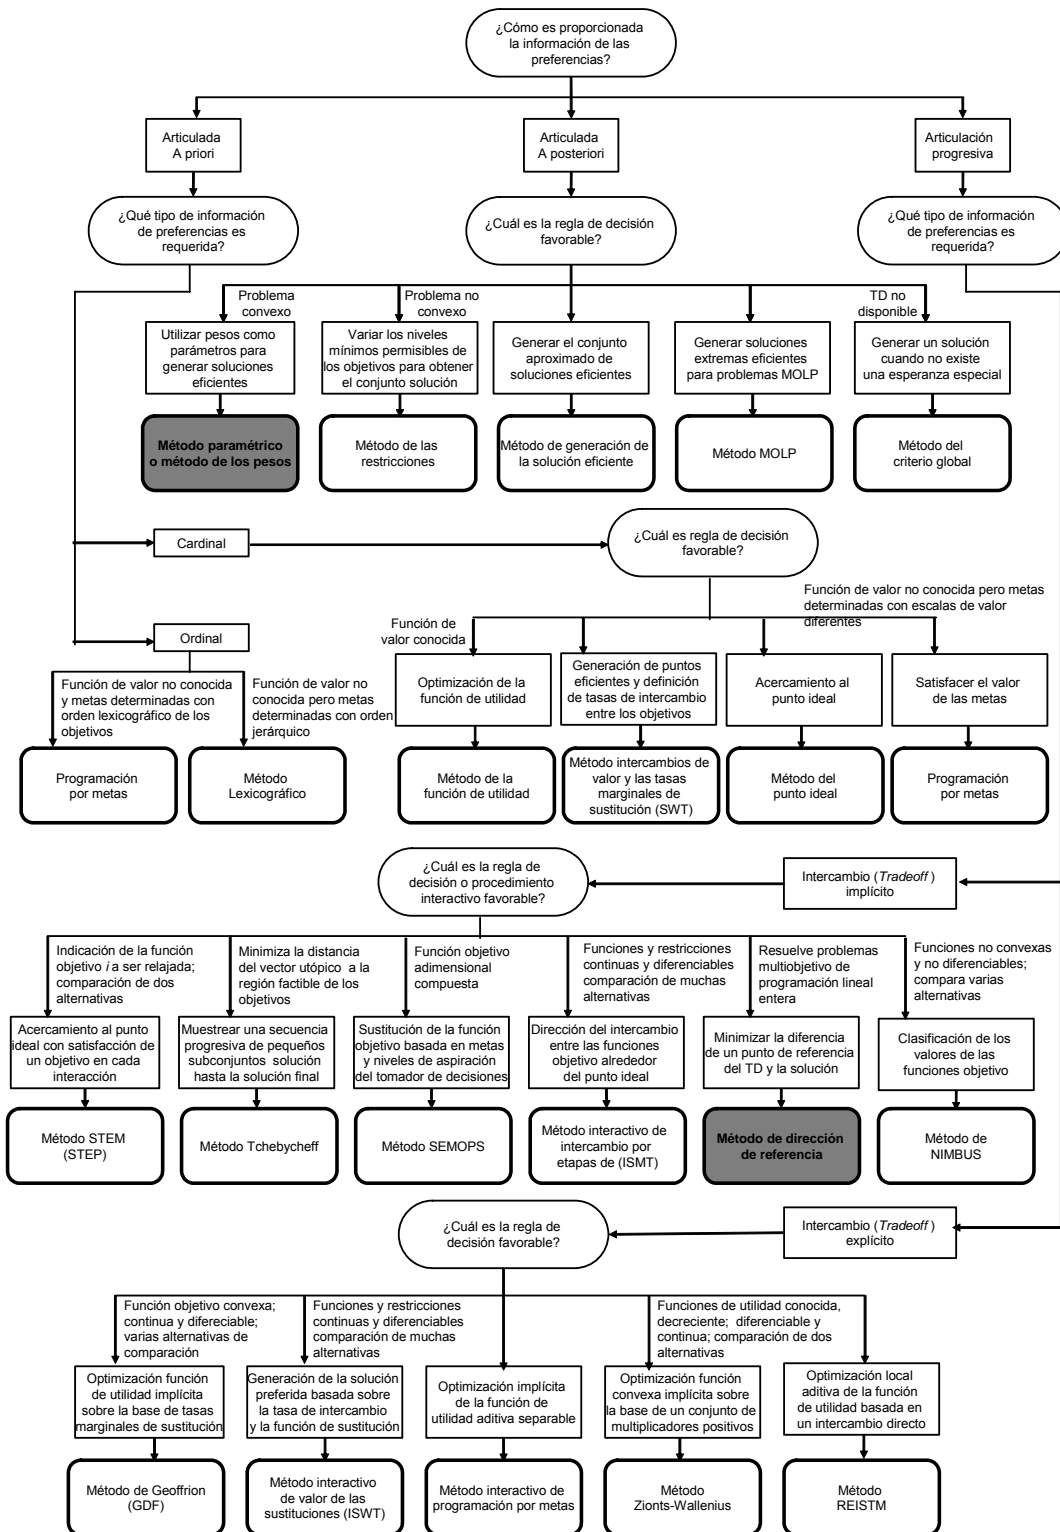 ¿Cómo es proporcionada
la información de las
preferencias?
Articulada
A priori
Articulada
A posteriori
Articulación
progresiva
¿Qué tipo de información
de preferencias es
requerida?
¿Cuál es la regla de decisión
favorable?
¿Qué tipo de información
de preferencias es
requerida?
Problema
convexo
Problema no
convexo
TD no
disponible
Utilizar pesos como
parámetros para
generar soluciones
eficientes
Variar los niveles
mínimos permisibles de
los objetivos para obtener
el conjunto solución
Generar el conjunto
aproximado de
soluciones eficientes
Generar soluciones
extremas eficientes
para problemas MOLP
Generar un solución
cuando no existe
una esperanza especial
Método paramétrico
o método de los pesos
Método de las
restricciones
Método de generación de
la solución eficiente
Método MOLP
Método del
criterio global
Cardinal
¿Cuál es regla de decisión
favorable?
Función de valor no conocida pero metas
determinadas con escalas de valor
diferentes
Función de
valor conocida
Ordinal
Función de valor no conocida
y metas determinadas con
orden lexicográfico de los
objetivos
Función de valor no
conocida pero metas
determinadas con orden
jerárquico
Optimización de la
función de utilidad
Generación de puntos
eficientes y definición
de tasas de intercambio
entre los objetivos
Acercamiento al
punto ideal
Satisfacer el valor
de las metas
Programación
por metas
Método
Lexicográfico
Método de la
función de utilidad
Método intercambios de
valor y las tasas
marginales de
sustitución (SWT)
Método del
punto ideal
Programación
por metas
¿Cuál es la regla de
decisión o procedimiento
interactivo favorable?
Intercambio (Tradeoff )
implícito
Indicación de la función
objetivo i a ser relajada;
comparación de dos
alternativas
Minimiza la distancia
del vector utópico a la
región factible de los
objetivos
Función objetivo
adimensional
compuesta
Funciones y restricciones
continuas y diferenciables
comparación de muchas
alternativas
Resuelve problemas
multiobjetivo de
programación lineal
entera
Funciones no convexas
y no diferenciables;
compara varias
alternativas
Acercamiento al punto
ideal con satisfacción de
un objetivo en cada
interacción
Muestrear una secuencia
progresiva de pequeños
subconjuntos solución
hasta la solución final
Sustitución de la función
objetivo basada en metas
y niveles de aspiración
del tomador de decisiones
Dirección del intercambio
entre las funciones
objetivo alrededor
del punto ideal
Minimizar la diferencia
de un punto de referencia
del TD y la solución
Clasificación de los
valores de las
funciones objetivo
Método STEM
(STEP)
Método Tchebycheff
Método SEMOPS
Método interactivo de
intercambio por
etapas de (ISMT)
Método de dirección
de referencia
Método de
NIMBUS
¿Cuál es la regla de
decisión favorable?
Intercambio (Tradeoff )
explícito
Función objetivo convexa;
continua y difereciable;
varias alternativas de
comparación
Funciones y restricciones
continuas y diferenciables
comparación de muchas
alternativas
Funciones de utilidad conocida,
decreciente; diferenciable y
continua; comparación de dos
alternativas
Optimización función
de utilidad implícita
sobre la base de tasas
marginales de sustitución
Generación de la solución
preferida basada sobre
la tasa de intercambio
y la función de sustitución
Optimización implícita
de la función de
utilidad aditiva separable
Optimización función
convexa implícita sobre
la base de un conjunto de
multiplicadores positivos
Optimización local
aditiva de la función
de utilidad basada en
un intercambio directo
Método de Geoffrion
(GDF)
Método interactivo
de valor de las
sustituciones (ISWT)
Método interactivo de
programación por metas
Método
Zionts-Wallenius
Método
REISTM